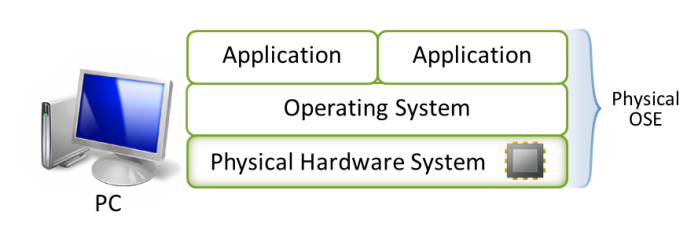 Application
Application
Operating System
Physical Hardware System
Physical
OSE
PC